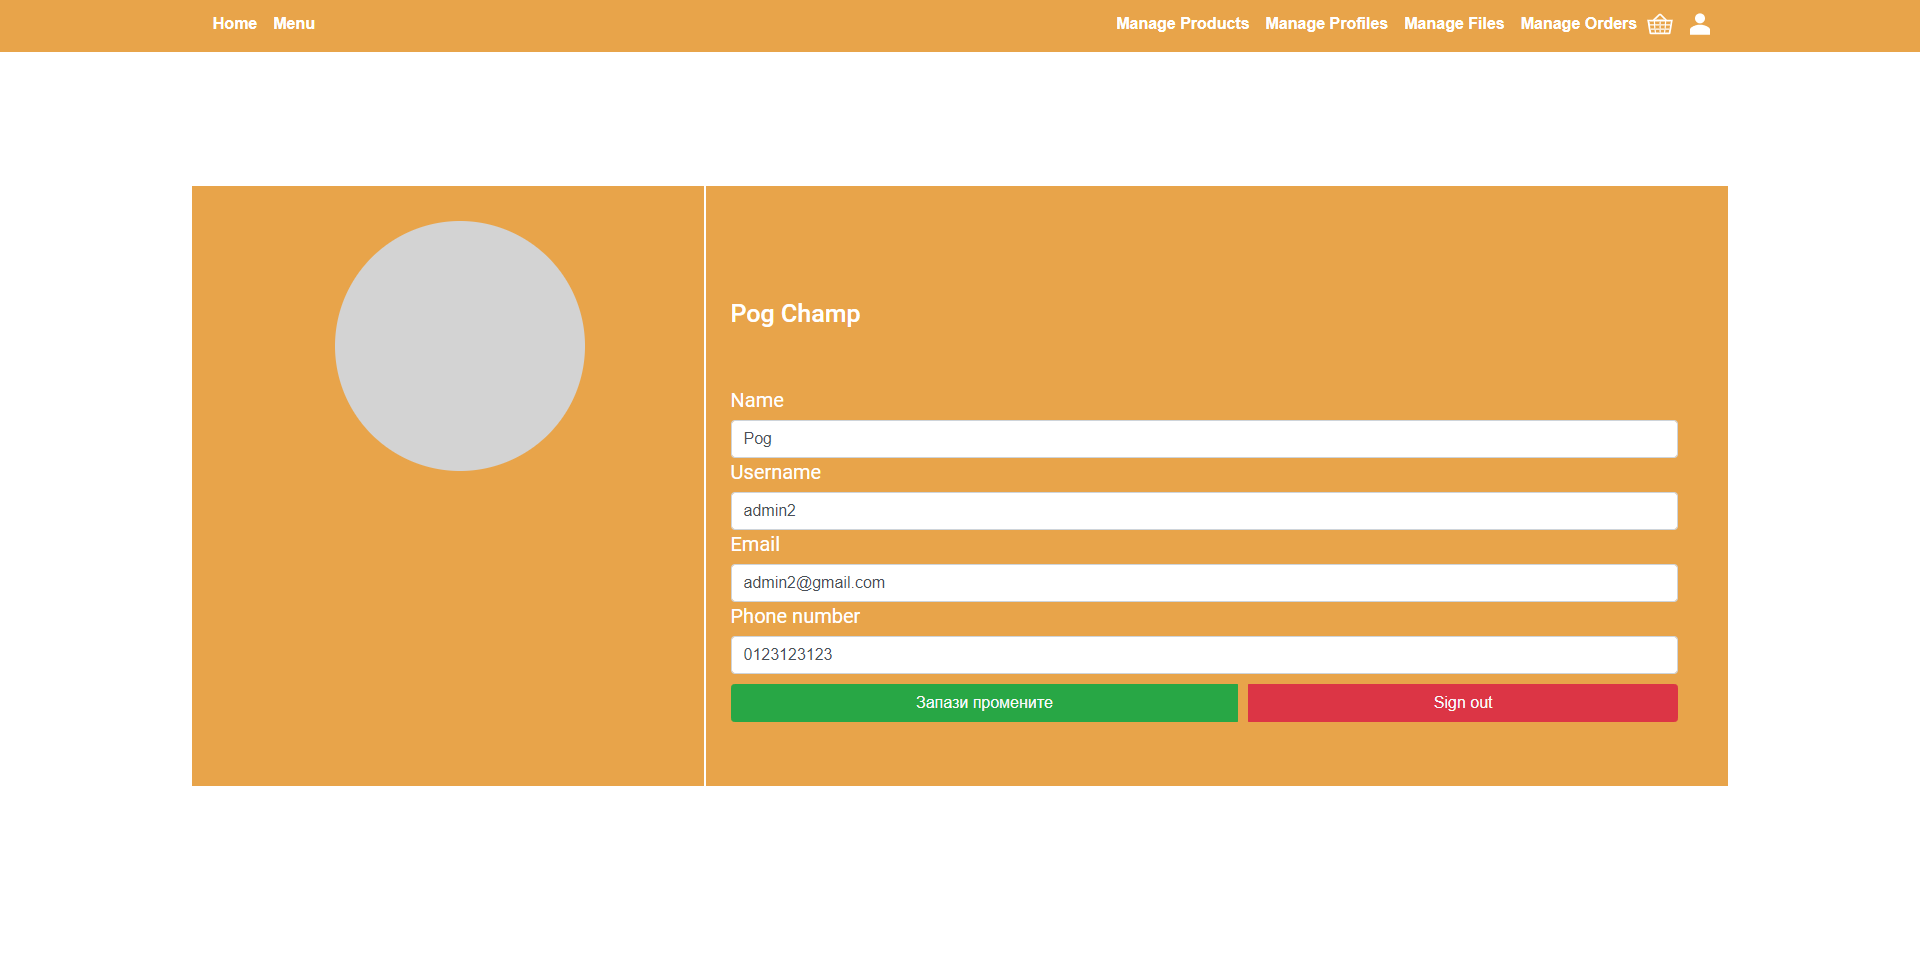 Home Menu Manage Products Manage Profiles Manage Files Manage Orders
Pog Champ
Name
Pog
Username
admin2
Email
admin2@gmail.com
Phone number
0123123123
Запази промените Sign out